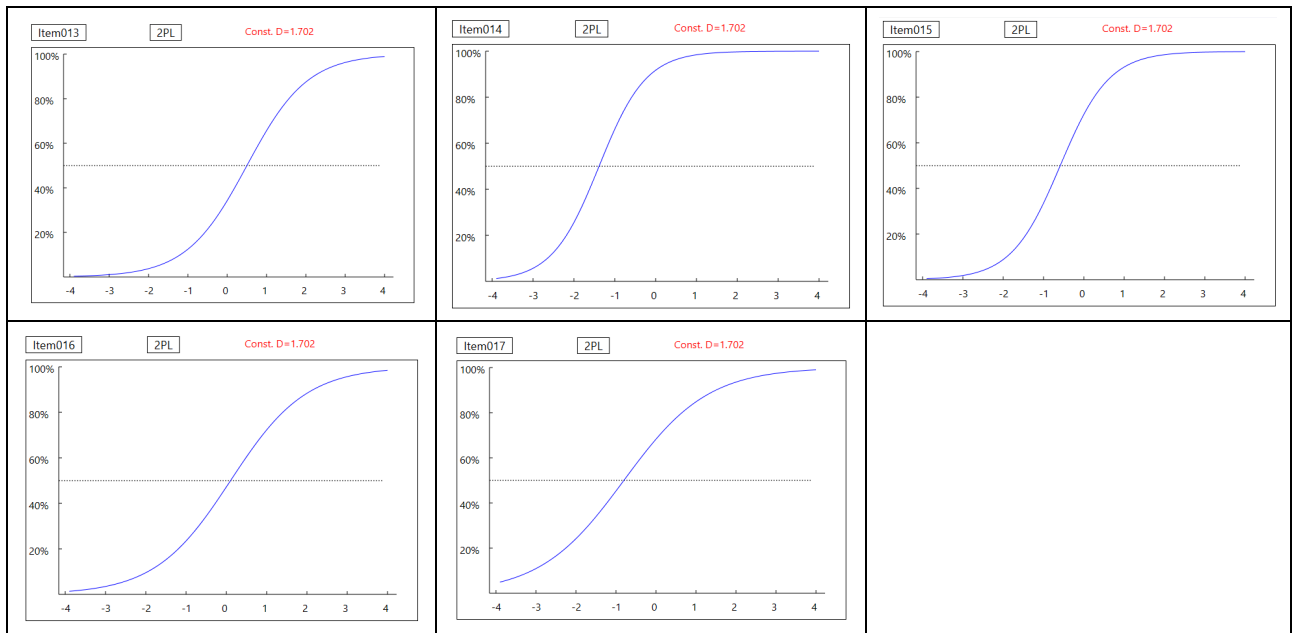 Item013 2PL Const. D=1.702
100%
80%
60%
40%
20%
-4 -3 -2 -1 0 1 2 3 4
Item014 2PL Const. D=1.702
100%
80%
60%
40%
20%
-4 -3 -2 -1 0 1 2 3 4
Item015 2PL Const. D=1.702
100%
80%
60%
40%
20%
-4 -3 -2 -1 0 1 2 3 4
Item016 2PL Const. D=1.702
100%
80%
60%
40%
20%
-4 -3 -2 -1 0 1 2 3 4
Item017 2PL Const. D=1.702
100%
80%
60%
40%
20%
-4 -3 -2 -1 0 1 2 3 4